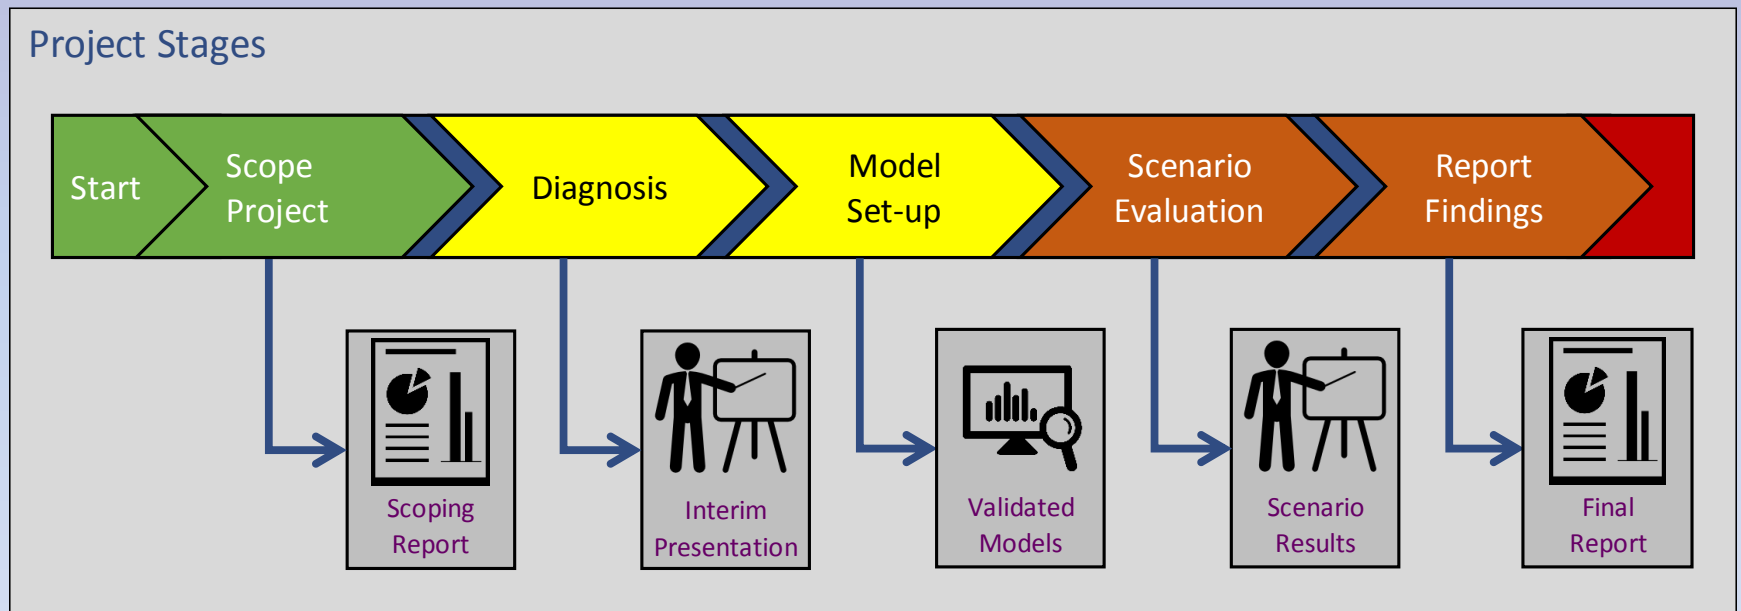 Project Stages
Start
Scope
Project
Diagnosis
Model
Set-up
Scenario
Evaluation
Report
Findings
Scoping
Report
Interim
Presentation
Validated
Models
Scenario
Results
Final
Report